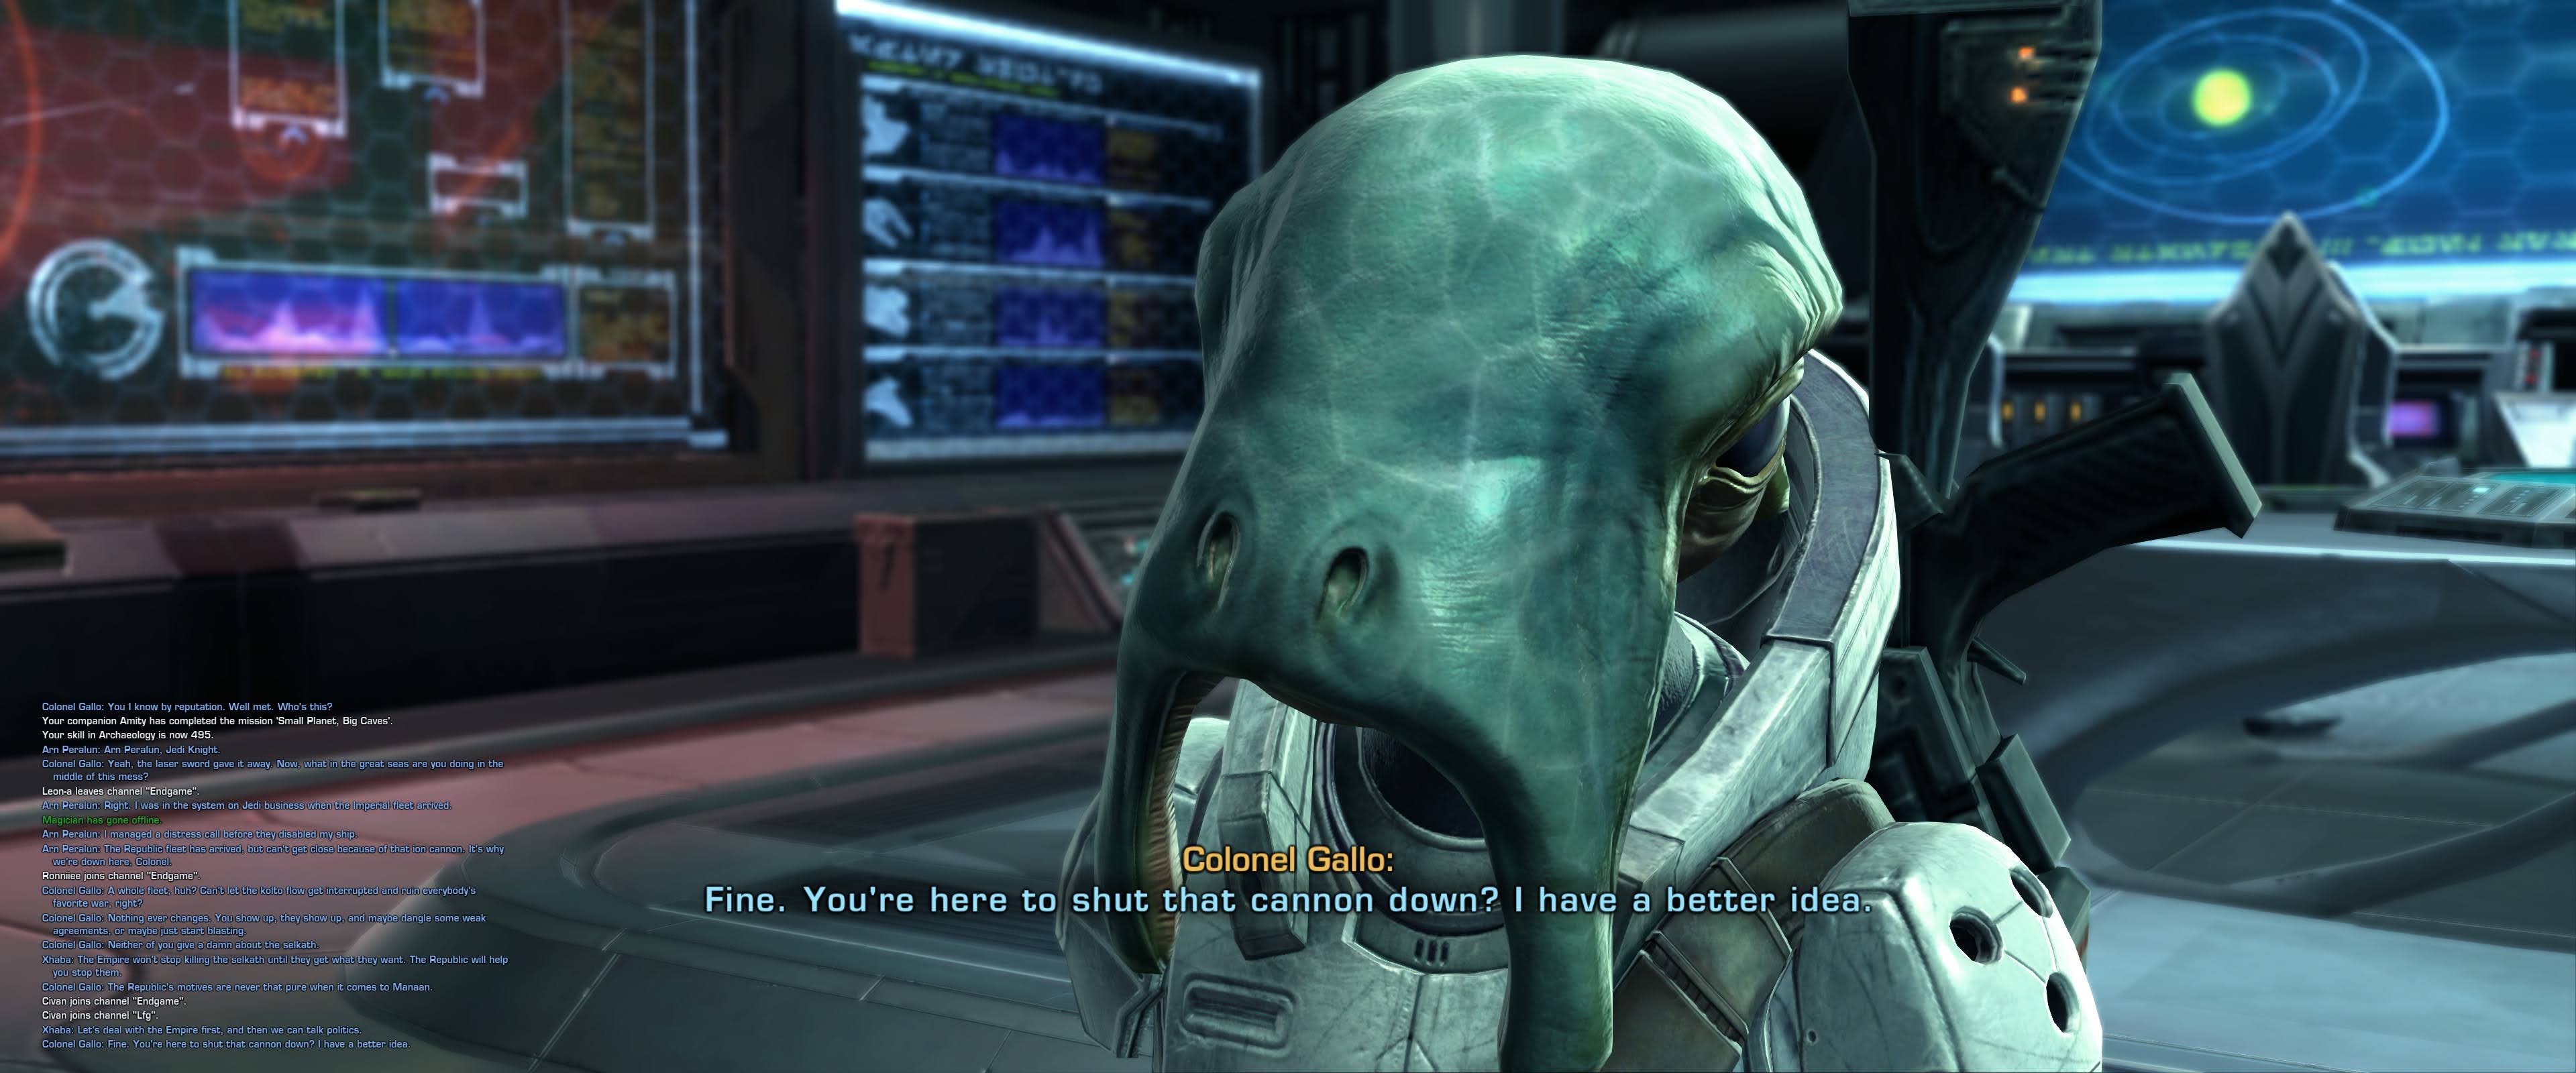 Colonel Gallo: You I know by reputation. Well met. Who's this?
Your companion Amity has completed the mission 'Small Planet, Big Caves'.
Your skill in Archaeology is now 495.
Arn Peralun: Arn Peralun, Jedi Knight.
Colonel Gallo: Yeah, the laser sword gave it away. Now, what in the great seas are you doing in the
middle of this mess?
Leon-a leaves channel "Endgame".
Arn Peralun: Right. I was in the system on Jedi business when the Imperial fleet arrived.
Magician has gone offline.
Arn Peralun: I managed a distress call before they disabled my ship.
Arn Peralun: The Republic fleet has arrived, but can't get close because of that ion cannon. It's why
we're down here, Colonel.
Ronniiee joins channel "Endgame".
Colonel Gallo: A whole fleet, huh? Can't let the kolto flow get interrupted and ruin everybody's
favorite war, right?
Colonel Gallo: Nothing ever changes. You show up, they show up, and maybe dangle some weak
agreements, or maybe just start blasting.
Colonel Gallo: Neither of you give a damn about the selkath.
Xhaba: The Empire won't stop killing the selkath until they get what they want. The Republic will help
you stop them.
Colonel Gallo: The Republic's motives are never that pure when it comes to Manaan.
Civan joins channel "Endgame".
Civan joins channel "Lfg".
Xhaba: Let's deal with the Empire first, and then we can talk politics.
Colonel Gallo: Fine. You're here to shut that cannon down? I have a better idea.
Colonel Gallo:
Fine. You're here to shut that cannon down? I have a better idea.